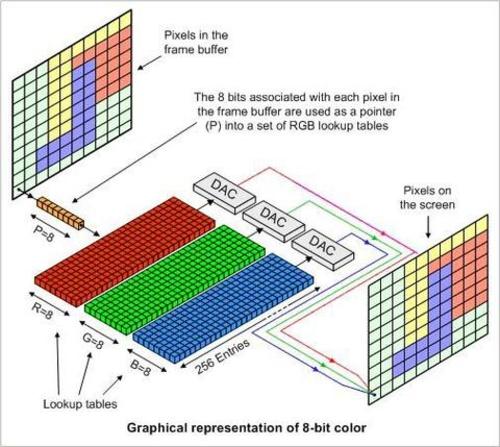 Pixels in the
frame buffer
The 8 bits associated with each pixel in
the frame buffer are used as a pointer
(P) into a set of RGB lookup tables
DAC
DAC
DAC
Pixels on
the screen
P=8
R=8
G=8
B=8
256 Entries
Lookup tables
Graphical representation of 8-bit color